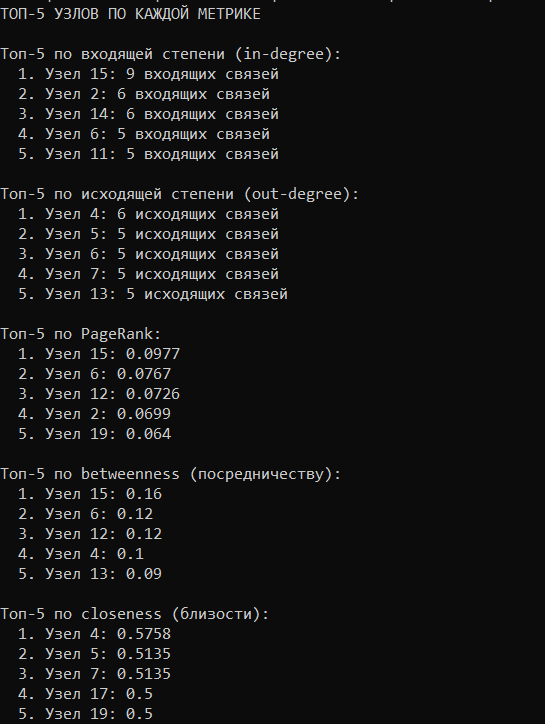 ТОП-5 УЗЛОВ ПО КАЖДОЙ МЕТРИКЕ
Топ-5 по входящей степени (in-degree):
1. Узел 15: 9 входящих связей
2. Узел 2: 6 входящих связей
3. Узел 14: 6 входящих связей
4. Узел 6: 5 входящих связей
5. Узел 11: 5 входящих связей
Топ-5 по исходящей степени (out-degree):
1. Узел 4: 6 исходящих связей
2. Узел 5: 5 исходящих связей
3. Узел 6: 5 исходящих связей
4. Узел 7: 5 исходящих связей
5. Узел 13: 5 исходящих связей
Топ-5 по PageRank:
1. Узел 15: 0.0977
2. Узел 6: 0.0767
3. Узел 12: 0.0726
4. Узел 2: 0.0699
5. Узел 19: 0.064
Топ-5 по betweenness (посредничеству):
1. Узел 15: 0.16
2. Узел 6: 0.12
3. Узел 12: 0.12
4. Узел 4: 0.1
5. Узел 13: 0.09
Топ-5 по closeness (близости):
1. Узел 4: 0.5758
2. Узел 5: 0.5135
3. Узел 7: 0.5135
4. Узел 17: 0.5
5. Узел 19: 0.5